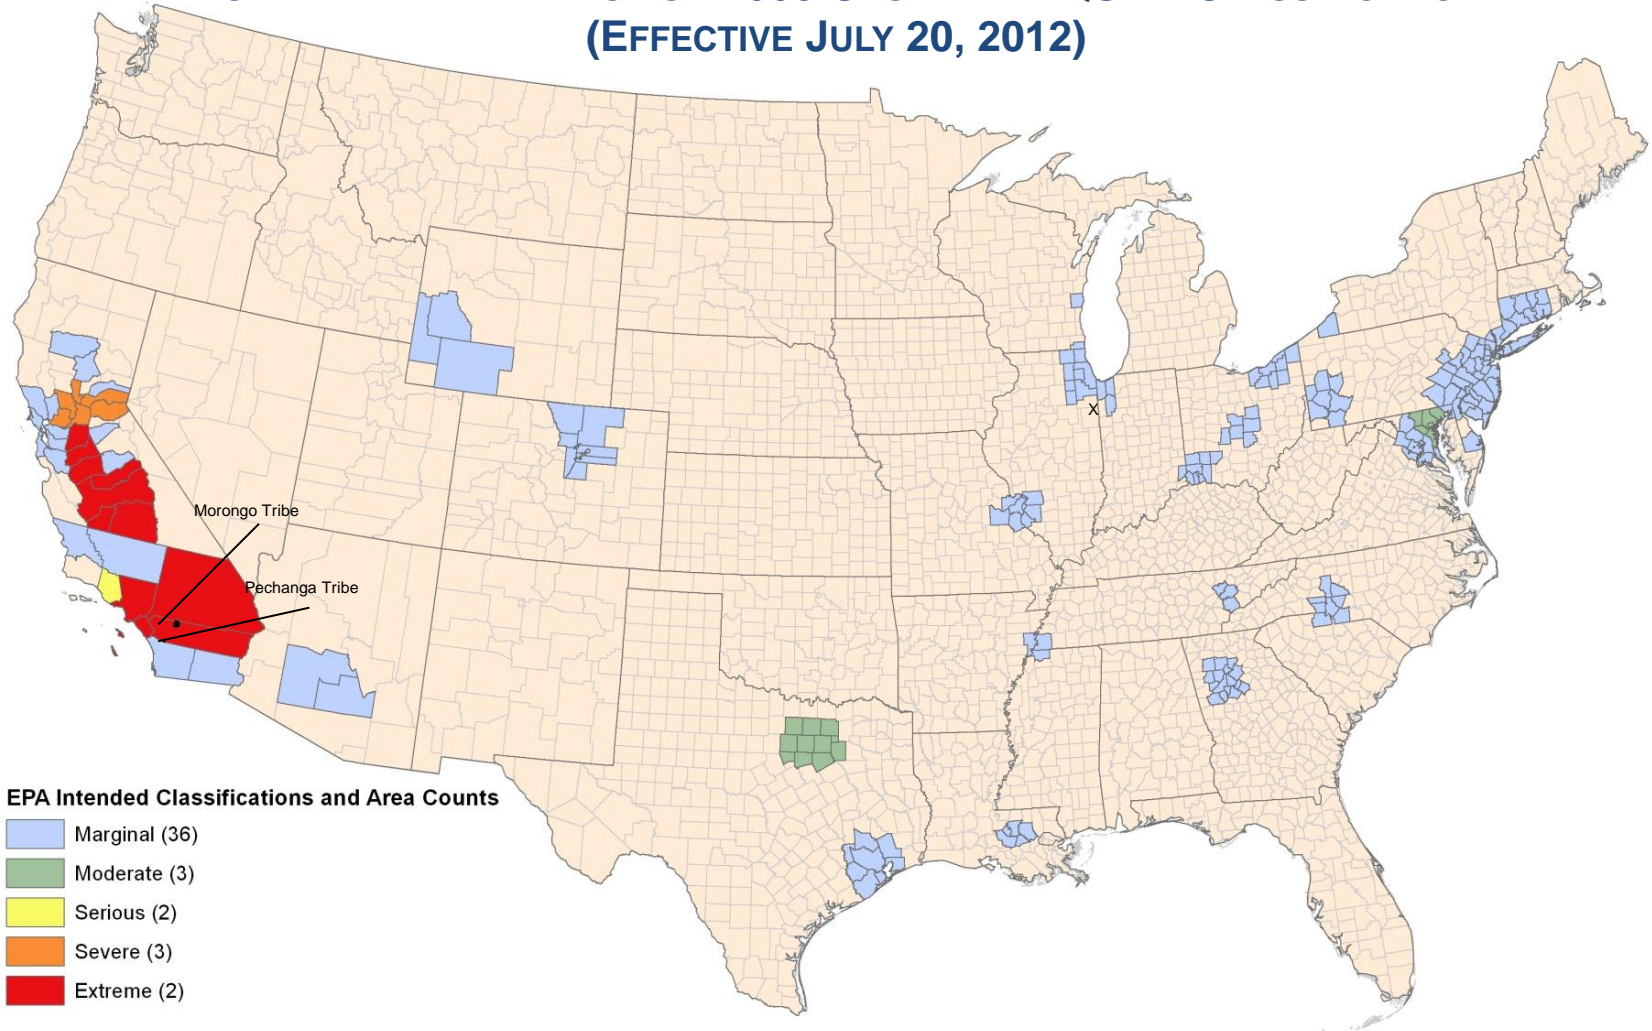 (EFFECTIVE JULY 20, 2012)
X
Morongo Tribe
Pechanga Tribe
EPA Intended Classifications and Area Counts
Marginal (36)
Moderate (3)
Serious (2)
Severe (3)
Extreme (2)